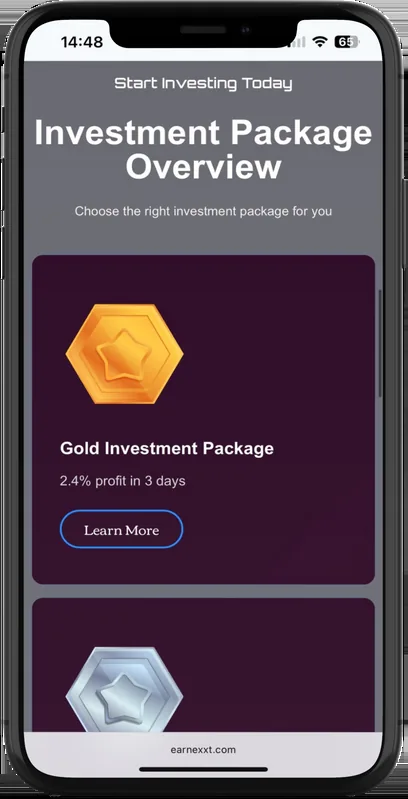 14:48
65
Start Investing Today
Investment Package
Overview
Choose the right investment package for you
Gold Investment Package
2.4% profit in 3 days
Learn More
earnexxt.com